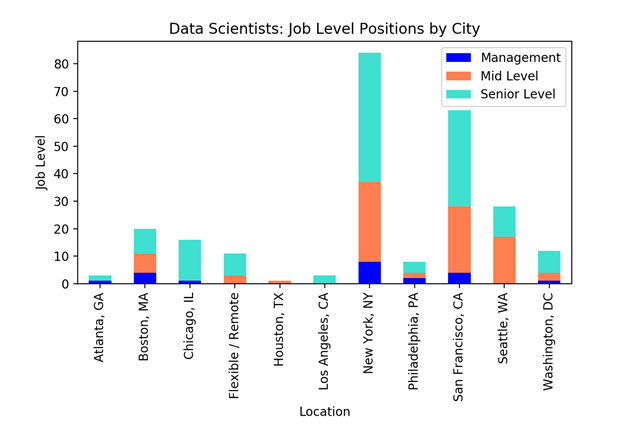 Data Scientists: Job Level Positions by City
Management
Mid Level
Senior Level
Job Level
80
70
60
50
40
30
20
10
0
Atlanta, GA
Boston, MA
Chicago, IL
Flexible / Remote
Houston, TX
Los Angeles, CA
New York, NY
Philadelphia, PA
San Francisco, CA
Seattle, WA
Washington, DC
Location